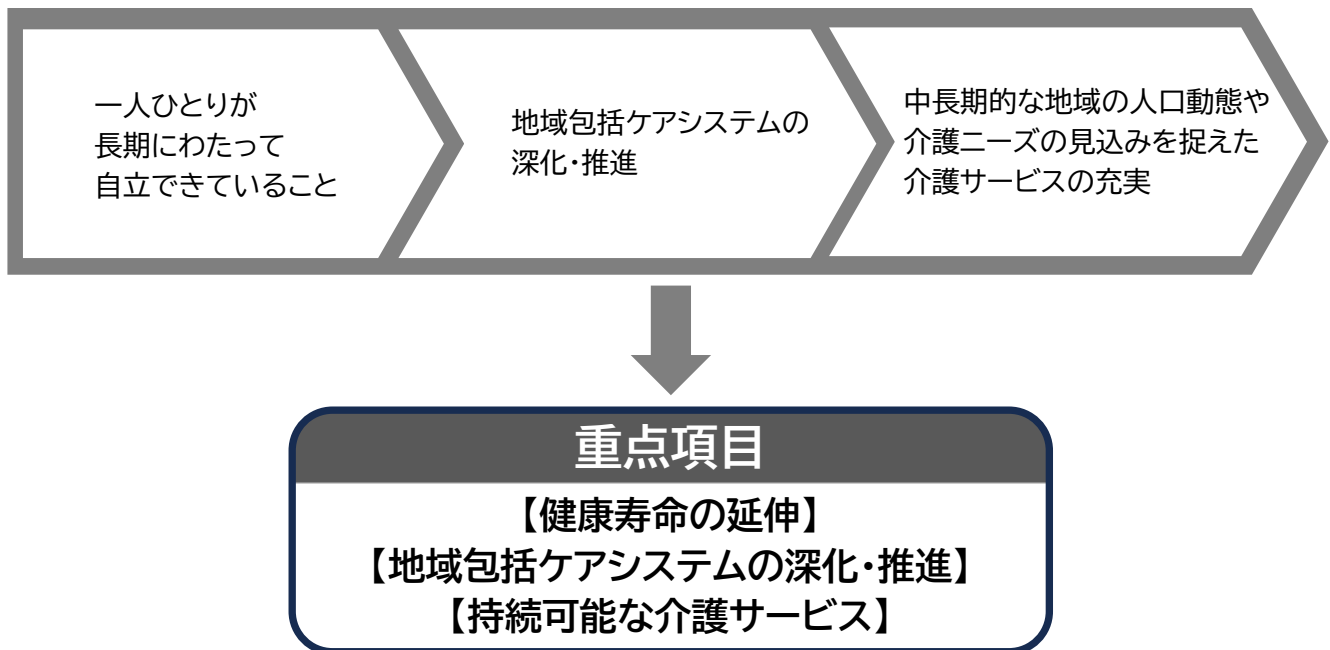 一人ひとりが
長期にわたって
自立できていること
地域包括ケアシステムの
深化・推進
中長期的な地域の人口動態や
介護ニーズの見込みを捉えた
介護サービスの充実
重点項目
【健康寿命の延伸】
【地域包括ケアシステムの深化・推進】
【持続可能な介護サービス】